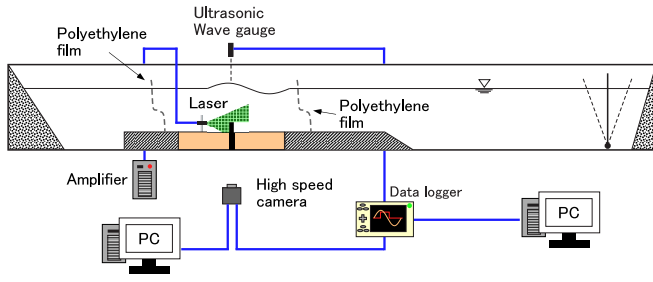 Ultrasonic
Wave gauge
Polyethylene
film
Laser
Polyethylene
film
Amplifier
High speed
camera
Data logger
PC
PC